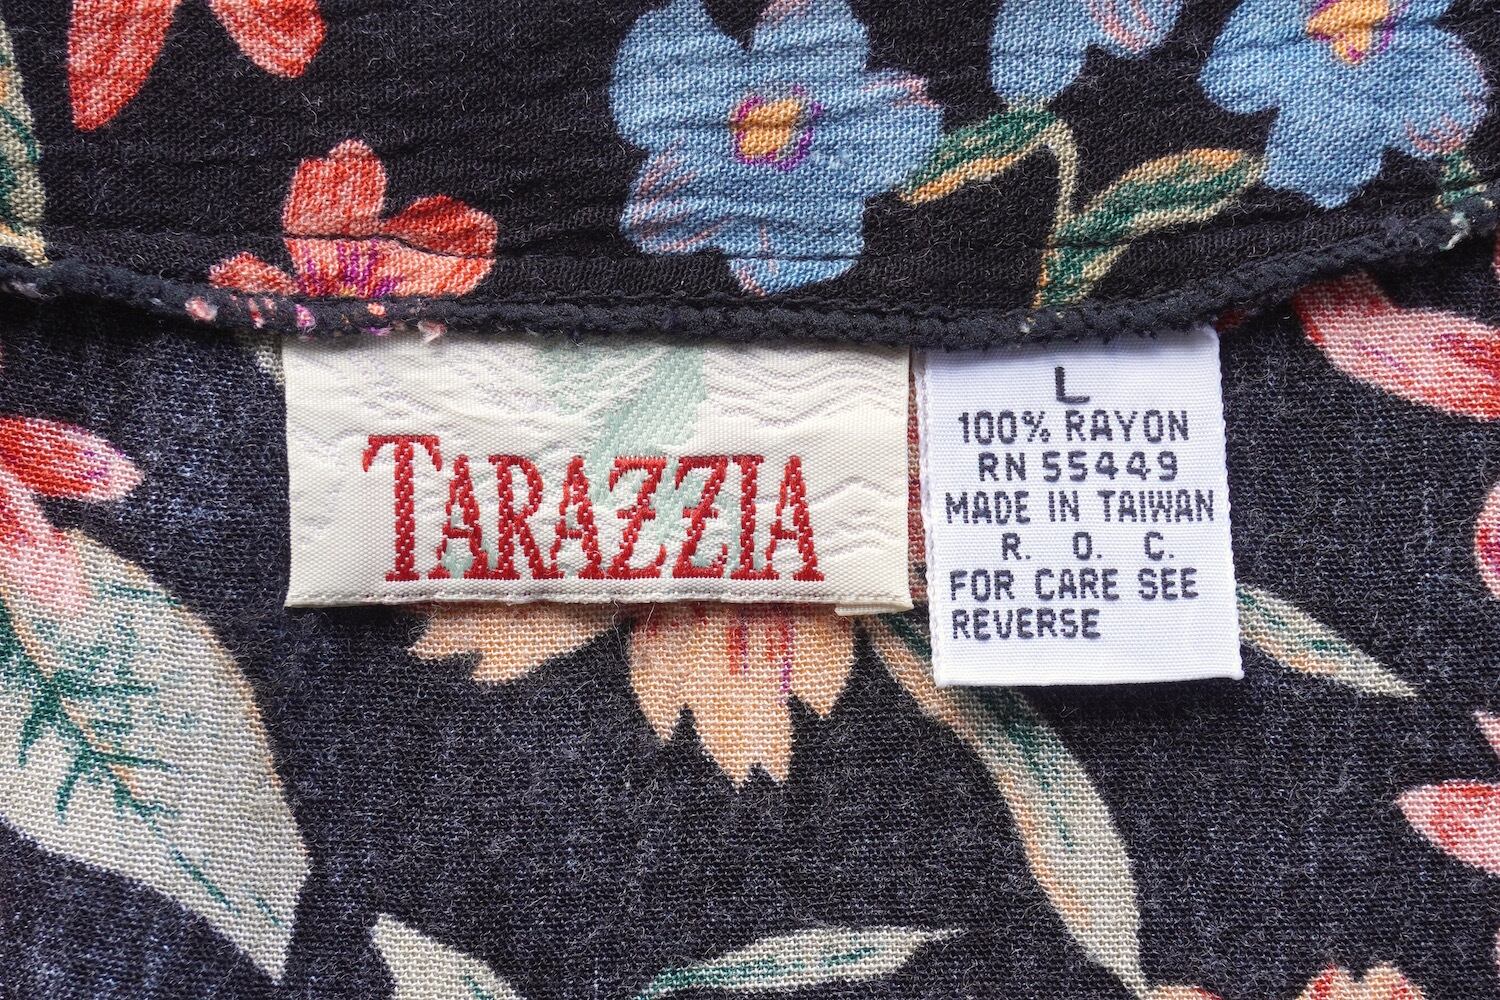 TARAZZIA
L
100% RAYON
RN 55449
MADE IN TAIWAN
R. O. C.
FOR CARE SEE
REVERSE